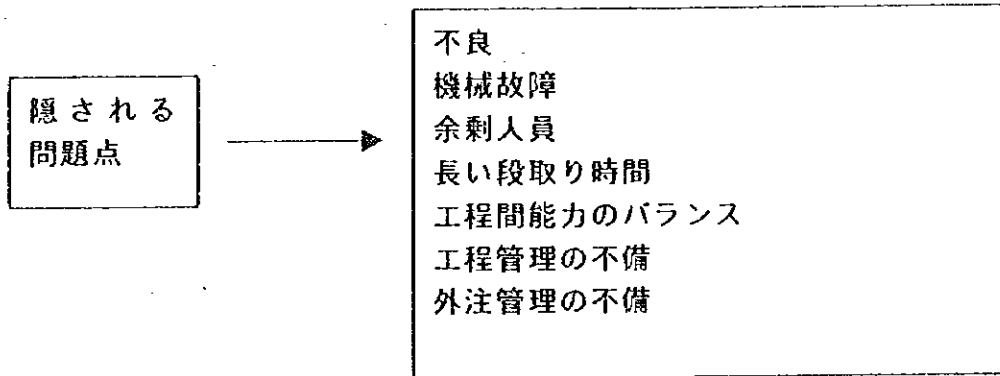 隠される
問題点
不良
機械故障
余剰人員
長い段取り時間
工程間能力のバランス
工程管理の不備
外注管理の不備